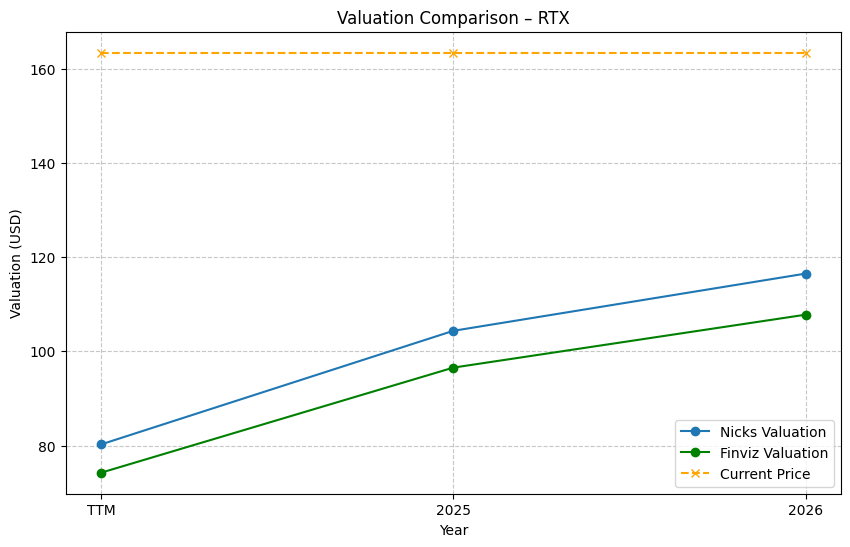 Valuation Comparison – RTX
Valuation (USD)
160
140
120
100
80
TTM
2025
2026
Year
Nicks Valuation
Finviz Valuation
Current Price